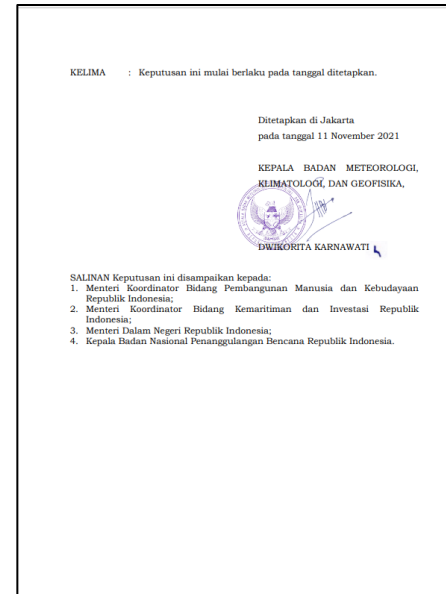 KELIMA : Keputusan ini mulai berlaku pada tanggal ditetapkan.
Ditetapkan di Jakarta
pada tanggal 11 November 2021
KEPALA BADAN METEOROLOGI,
KLIMATOLOGI, DAN GEOFISIKA,
DWIKORITA KARNAWATI
SALINAN Keputusan ini disampaikan kepada:
1. Menteri Koordinator Bidang Pembangunan Manusia dan Kebudayaan
Republik Indonesia;
2. Menteri Koordinator Bidang Kemaritiman dan Investasi Republik
Indonesia;
3. Menteri Dalam Negeri Republik Indonesia;
4. Kepala Badan Nasional Penanggulangan Bencana Republik Indonesia.